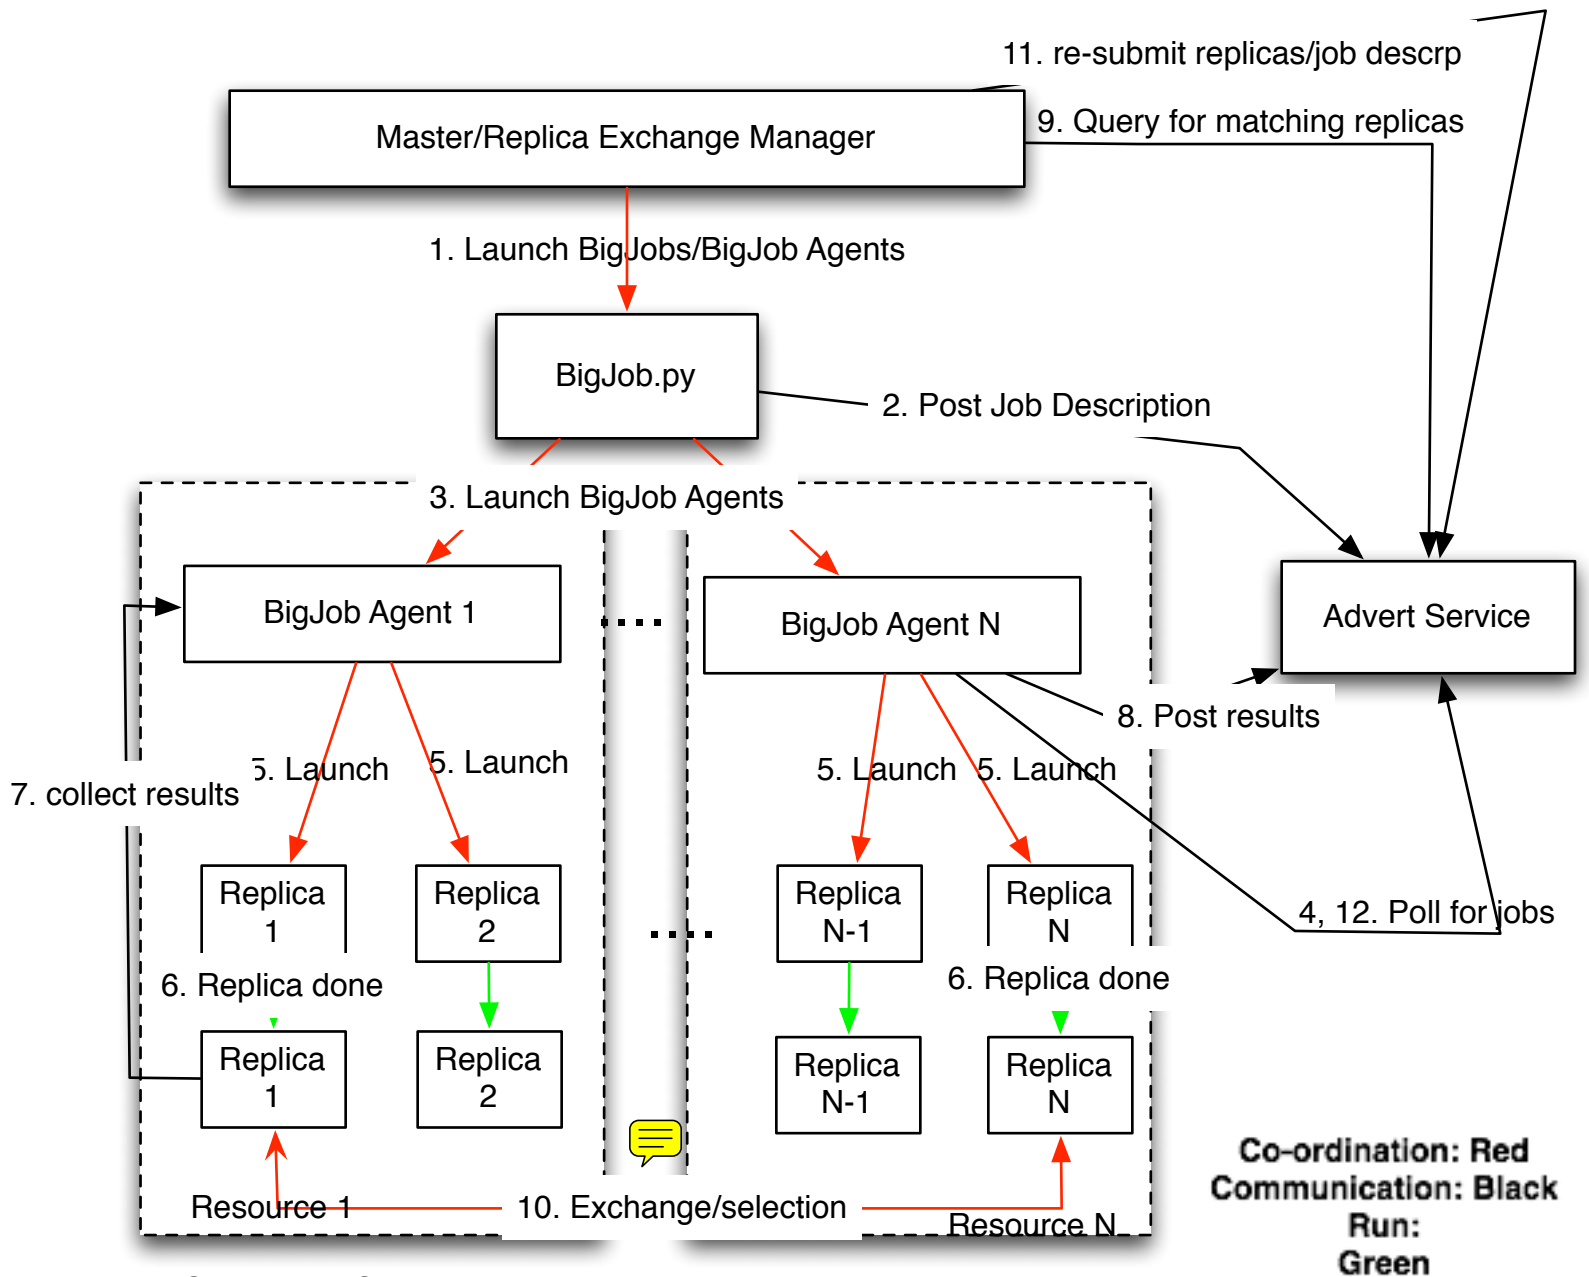 11. re-submit replicas/job descrp
Master/Replica Exchange Manager
9. Query for matching replicas
1. Launch BigJobs/BigJob Agents
BigJob.py
2. Post Job Description
3. Launch BigJob Agents
BigJob Agent 1
BigJob Agent N
Advert Service
8. Post results
5. Launch
5. Launch
5. Launch
5. Launch
7. collect results
Replica
1
Replica
2
Replica
N-1
Replica
N
4, 12. Poll for jobs
6. Replica done
6. Replica done
Replica
1
Replica
2
Replica
N-1
Replica
N
Resource 1
10. Exchange/selection
Resource N
Co-ordination: Red
Communication: Black
Run:
Green